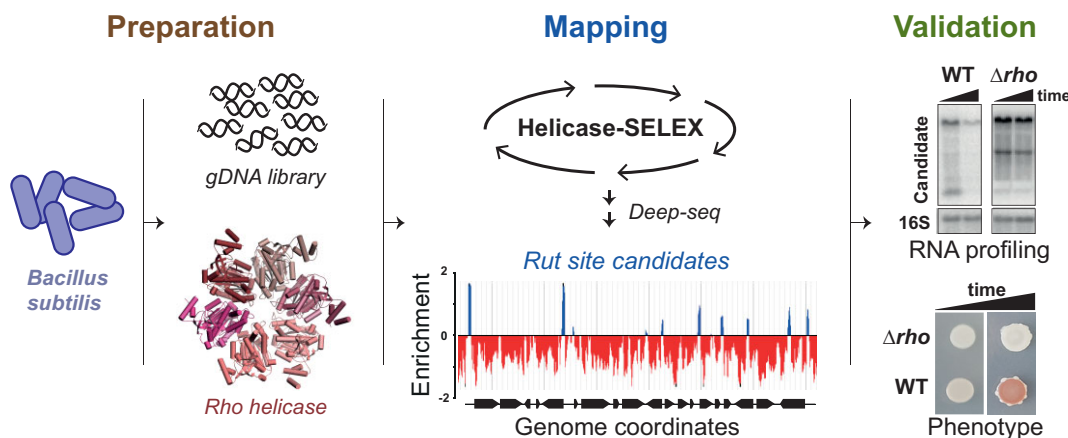 Preparation
Mapping
Validation
gDNA library
Bacillus
subtilis
Rho helicase
Helicase-SELEX
Deep-seq
Rut site candidates
Enrichment
2
0
-2
Genome coordinates
WT
Δrho
time
Candidate
16S
RNA profiling
time
Δrho
WT
Phenotype